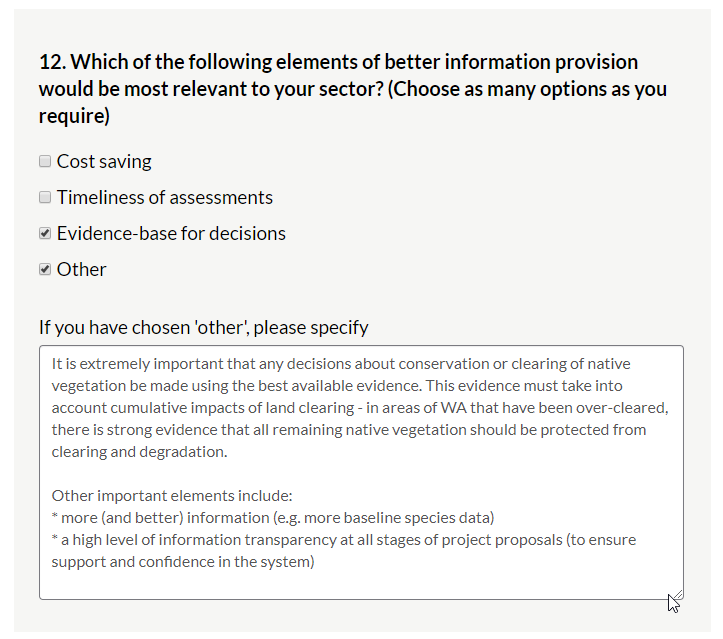 12. Which of the following elements of better information provision
would be most relevant to your sector? (Choose as many options as you
require)
Cost saving
Timeliness of assessments
Evidence-base for decisions
Other
If you have chosen 'other', please specify
It is extremely important that any decisions about conservation or clearing of native
vegetation be made using the best available evidence. This evidence must take into
account cumulative impacts of land clearing - in areas of WA that have been over-cleared,
there is strong evidence that all remaining native vegetation should be protected from
clearing and degradation.
Other important elements include:
* more (and better) information (e.g. more baseline species data)
* a high level of information transparency at all stages of project proposals (to ensure
support and confidence in the system)